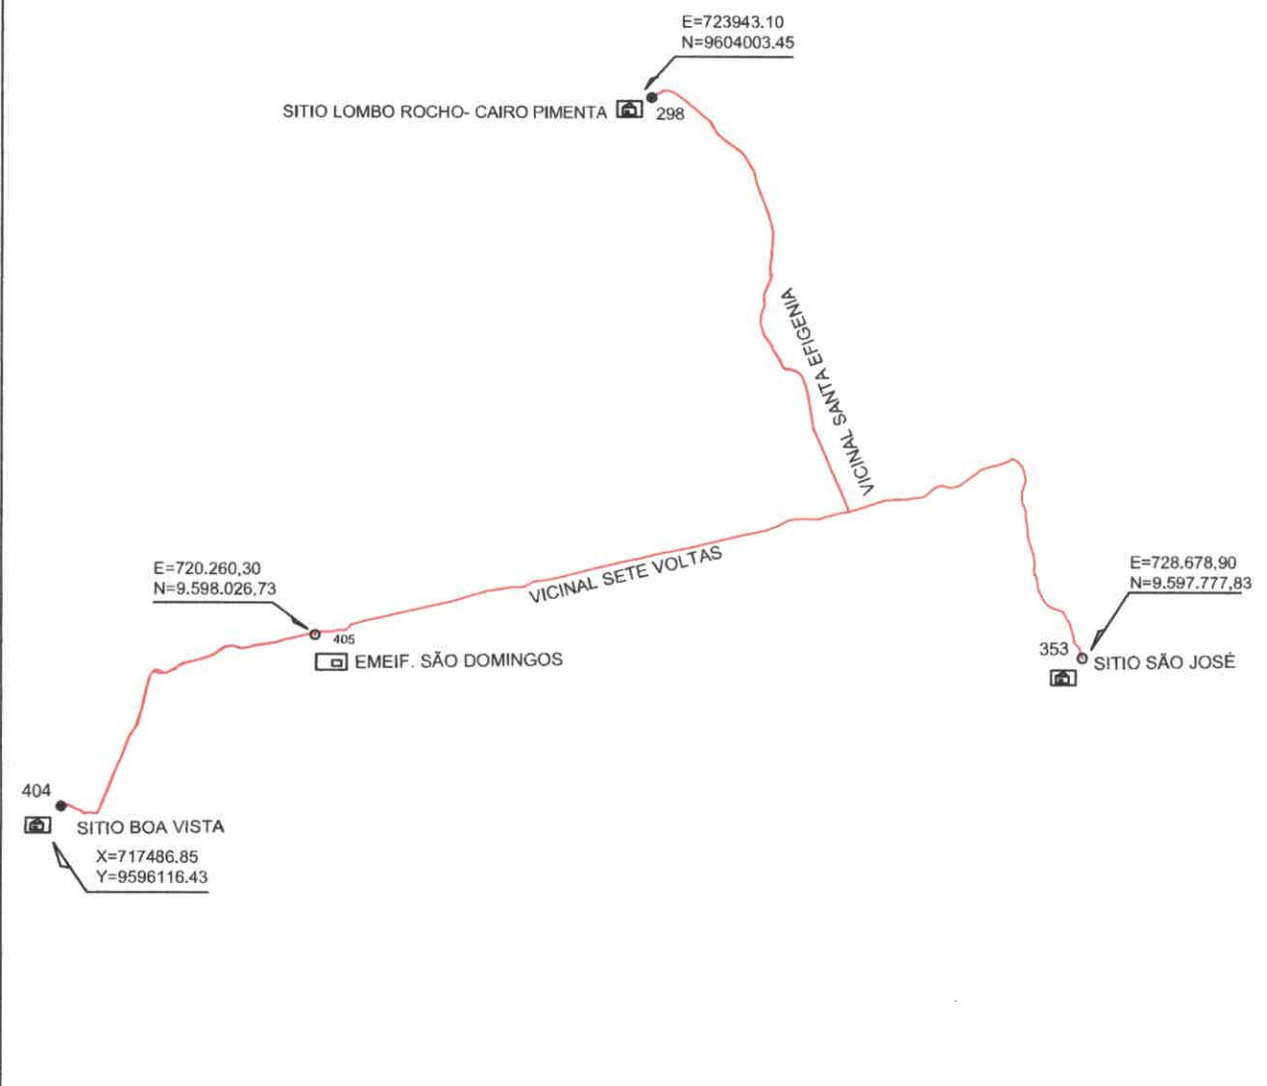 E=723943.10
N=9604003.45
SITIO LOMBO ROCHO- CAIRO PIMENTA
298
VICINAL SANTA EFIGENIA
VICINAL SETE VOLTAS
E=720.260,30
N=9.598.026,73
405
EMEIF. SÃO DOMINGOS
E=728.678,90
N=9.597.777,83
353
SITIO SÃO JOSÉ
404
SITIO BOA VISTA
X=717486.85
Y=9596116.43